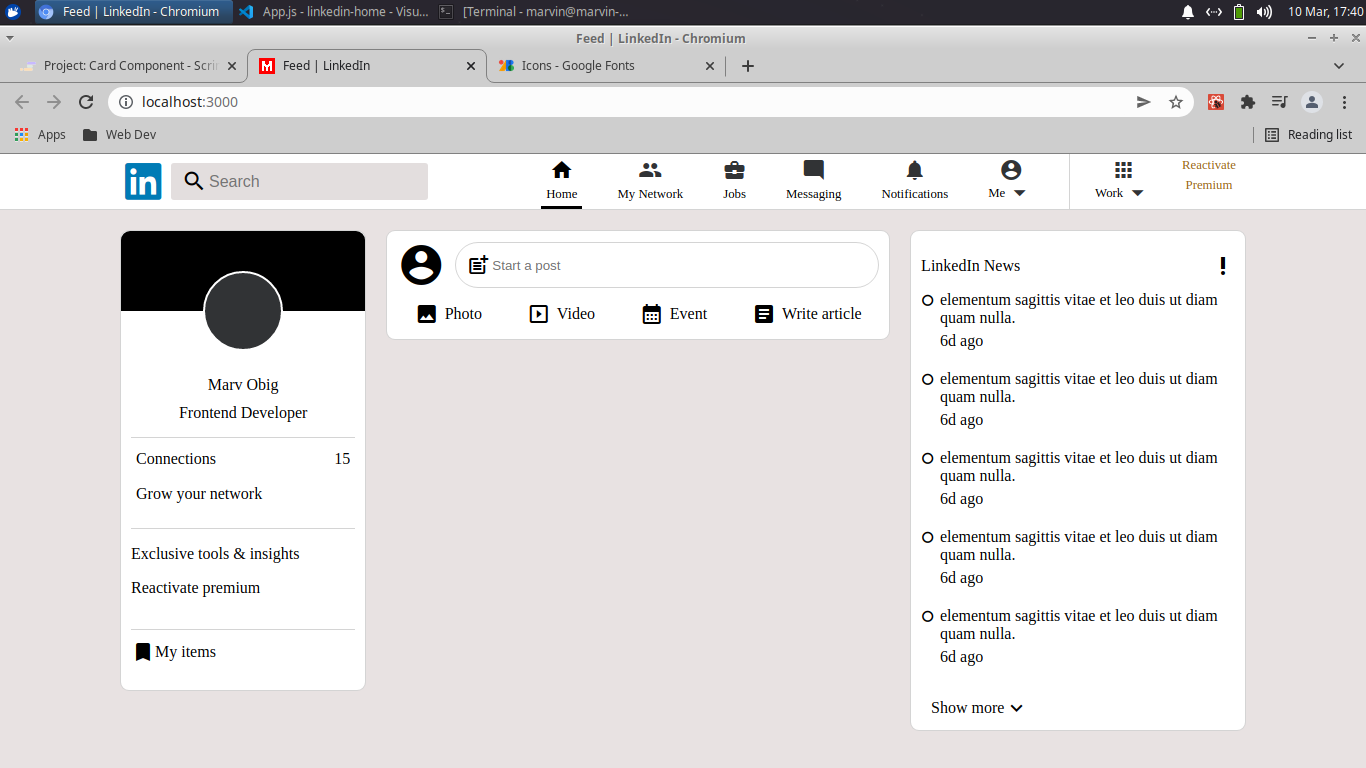 Feed | LinkedIn - Chromium
App.js - linkedin-home - Visu...
[Terminal - marvin@marvin-...
10 Mar, 17:40
Feed | LinkedIn - Chromium
Project: Card Component - Scri
Feed | LinkedIn
Icons - Google Fonts
localhost:3000
Apps
Web Dev
Reading list
in
Search
Home
My Network
Jobs
Messaging
Notifications
Me
Work
Reactivate
Premium
Marv Obig
Frontend Developer
Connections 15
Grow your network
Exclusive tools & insights
Reactivate premium
My items
Start a post
Photo
Video
Event
Write article
LinkedIn News
elementum sagittis vitae et leo duis ut diam
quam nulla.
6d ago
elementum sagittis vitae et leo duis ut diam
quam nulla.
6d ago
elementum sagittis vitae et leo duis ut diam
quam nulla.
6d ago
elementum sagittis vitae et leo duis ut diam
quam nulla.
6d ago
elementum sagittis vitae et leo duis ut diam
quam nulla.
6d ago
Show more